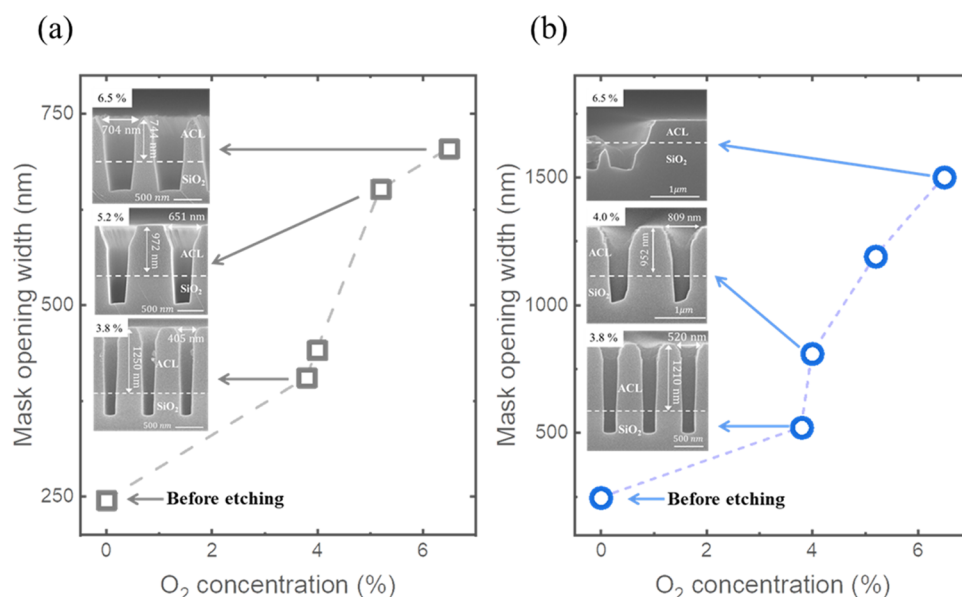 (a)
750
500
250
0
2
4
6
Mask opening width (nm)
O₂ concentration (%)
6.5 %
704 nm
744 nm
ACL
SiO₂
500 nm
5.2 %
651 nm
972 nm
ACL
SiO₂
500 nm
3.8 %
405 nm
1250 nm
ACL
SiO₂
500 nm
Before etching
(b)
1500
1000
500
0
2
4
6
Mask opening width (nm)
O₂ concentration (%)
6.5 %
ACL
SiO₂
1μm
4.0 %
809 nm
952 nm
ACL
SiO₂
1μm
3.8 %
520 nm
1210 nm
ACL
SiO₂
500 nm
Before etching